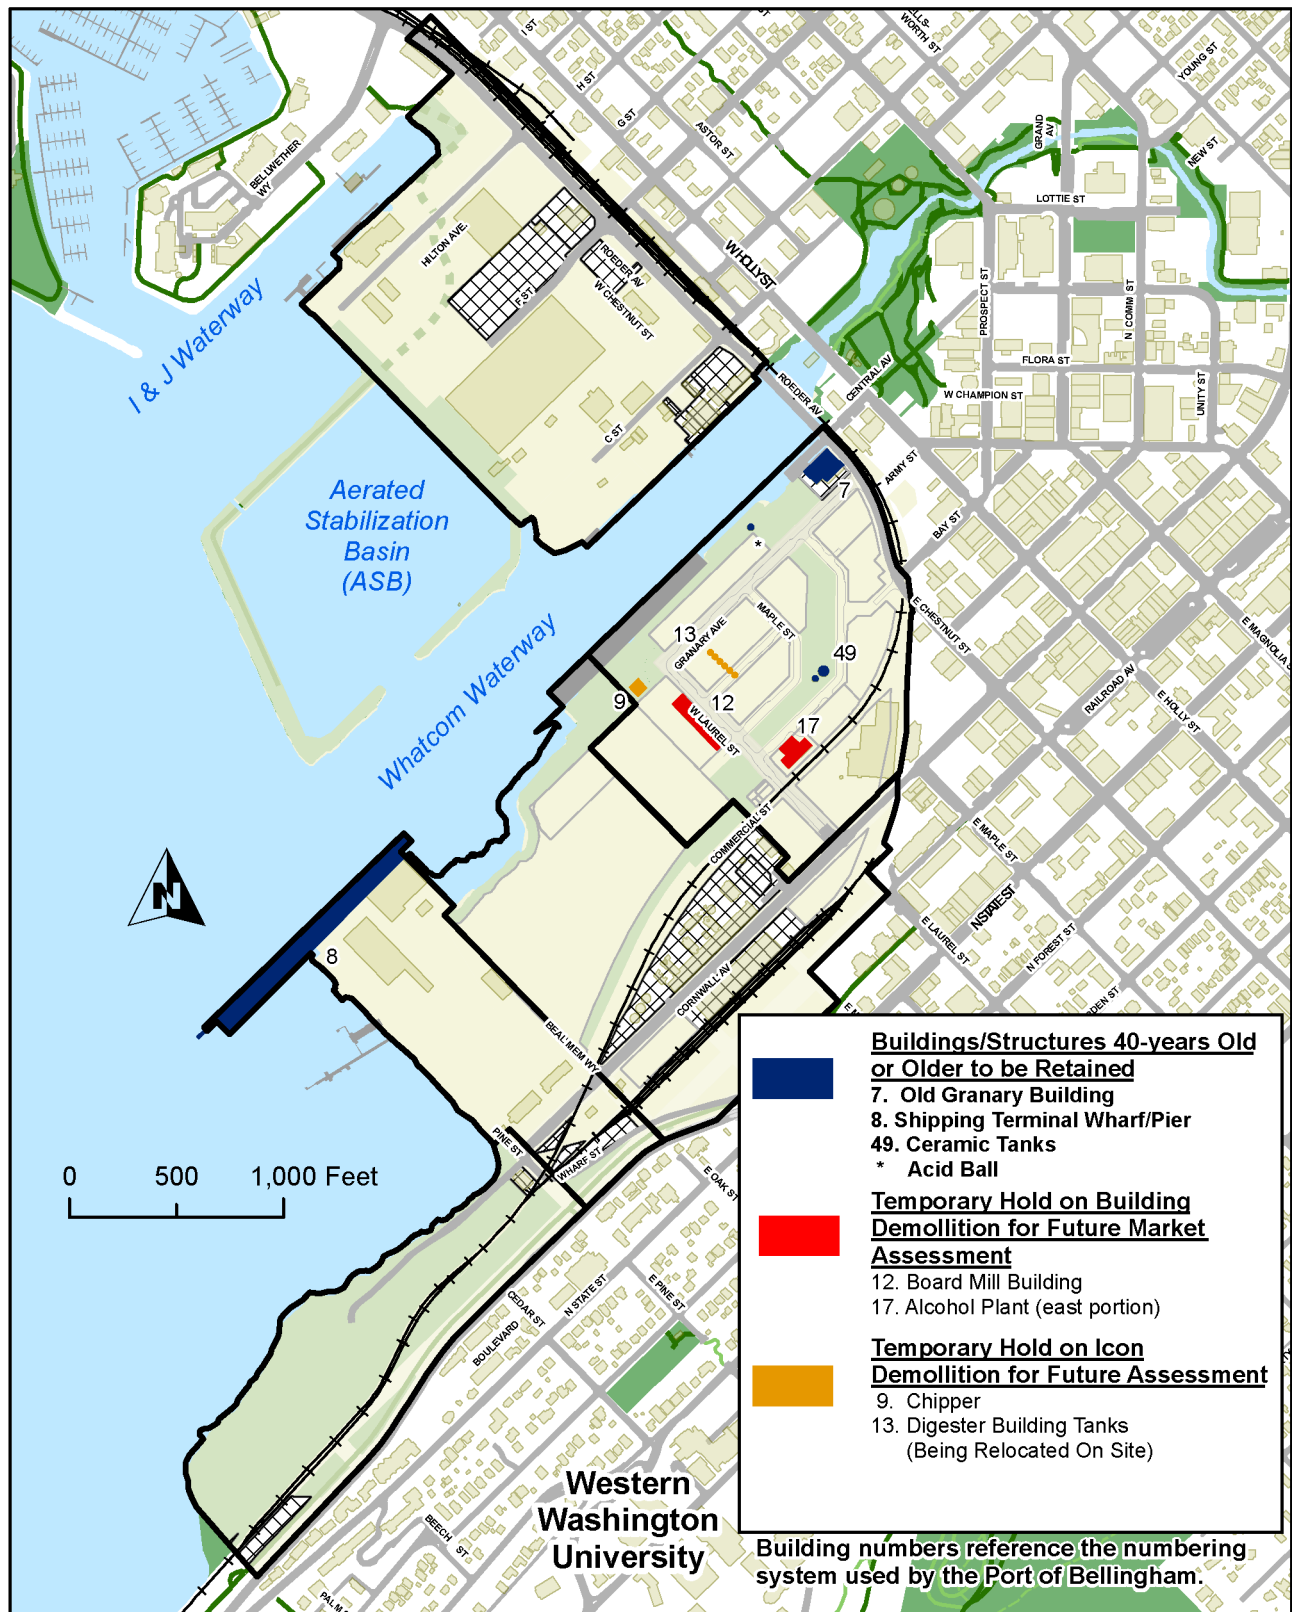 I ST
H ST
G ST
ASTOR ST
YOUNG ST
GRAND
AV
NEW ST
LOTTIE ST
BELLWETHER
WY
HILTON AVE.
ROEDER AV
F ST
W CHESTNUT ST
W HOLLY ST
PROSPECT ST
N COMM ST
I & J Waterway
FLORA ST
UNITY ST
CENTRAL AV
ROEDER AV
W CHAMPION ST
C ST
ARMY ST
7
BAY ST
Aerated
Stabilization
Basin
(ASB)
*
MAPLE ST
E CHESTNUT ST
E MAGNOLIA S
13
GRANARY AVE
49
RAILROAD AV
E HOLLY ST
Whatcom Waterway
9
12
W LAUREL ST
17
COMMERCIAL ST
E MAPLE ST
N STATE ST
E LAUREL ST
N FOREST ST
N
8
CORNWALL AV
RDEN ST
BEAL MEM WY
PINE ST
WHARF ST
E OAK ST
0 500 1,000 Feet
CEDAR ST
N STATE ST
E PINE ST
BOULEVARD
BEECH ST
Western
Washington
University
Buildings/Structures 40-years Old
or Older to be Retained
7. Old Granary Building
8. Shipping Terminal Wharf/Pier
49. Ceramic Tanks
* Acid Ball
Temporary Hold on Building
Demollition for Future Market
Assessment
12. Board Mill Building
17. Alcohol Plant (east portion)
Temporary Hold on Icon
Demollition for Future Assessment
9. Chipper
13. Digester Building Tanks
(Being Relocated On Site)
Building numbers reference the numbering
system used by the Port of Bellingham.